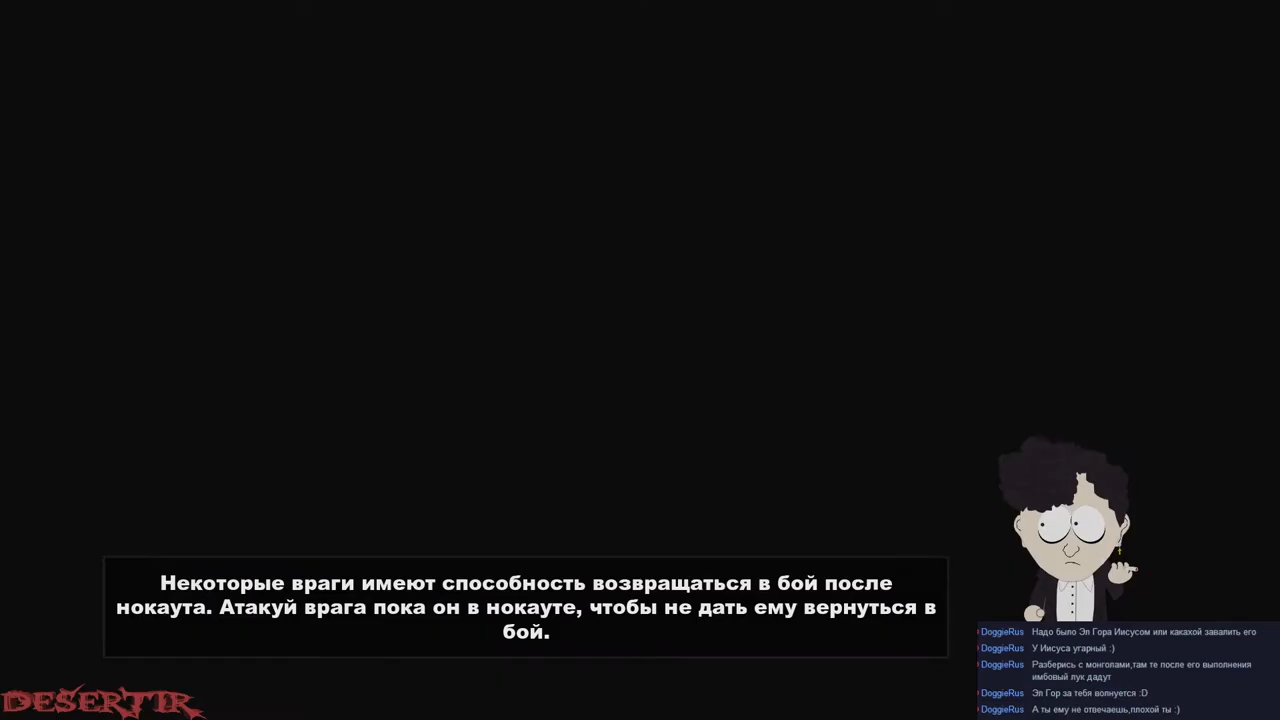 Некоторые враги имеют способность возвращаться в бой после
нокаута. Атакуй врага пока он в нокауте, чтобы не дать ему вернуться в
бой.
DoggieRus Надо было Эл Гора Иисусом или какахой завалить его
DoggieRus У Иисуса угарный :)
DoggieRus Разберись с монголами,там те после его выполнения
имбовый лук дадут
DoggieRus Эл Гор за тебя волнуется :D
DoggieRus А ты ему не отвечаешь,плохой ты :)
DESERTIR